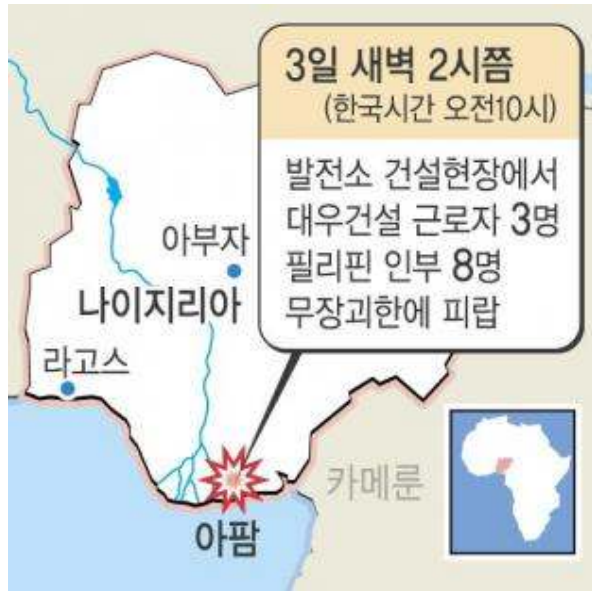 3일 새벽 2시쯤
(한국시간 오전10시)
발전소 건설현장에서
대우건설 근로자 3명
필리핀 인부 8명
무장괴한에 피랍
아부자
나이지리아
라고스
카메룬
아팜